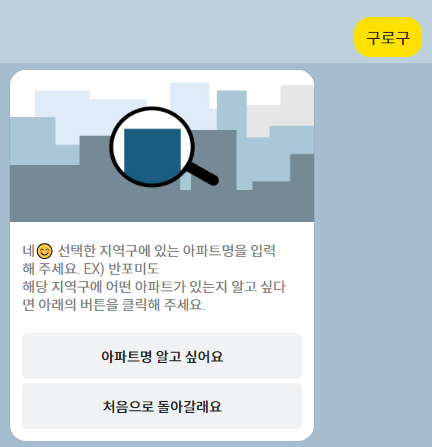 구로구
네😊 선택한 지역구에 있는 아파트명을 입력
해 주세요. EX) 반포미도
해당 지역구에 어떤 아파트가 있는지 알고 싶다
면 아래의 버튼을 클릭해 주세요.
아파트명 알고 싶어요
처음으로 돌아갈래요